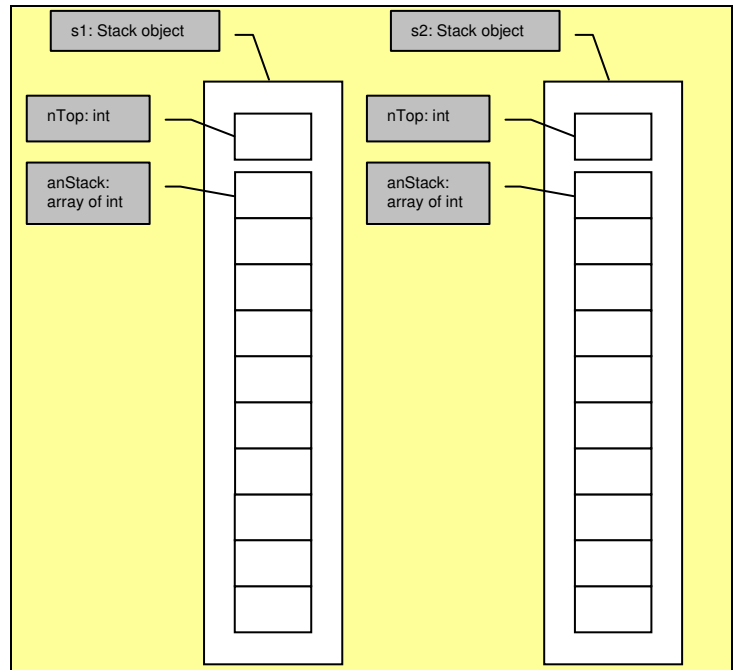 s1: Stack object
s2: Stack object
nTop: int
nTop: int
anStack:
array of int
anStack:
array of int